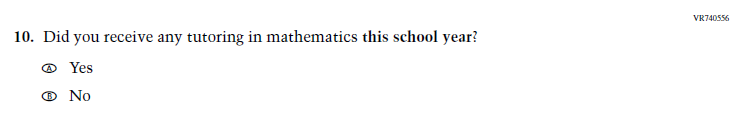 VR740556
10. Did you receive any tutoring in mathematics this school year?
Ⓐ Yes
Ⓑ No